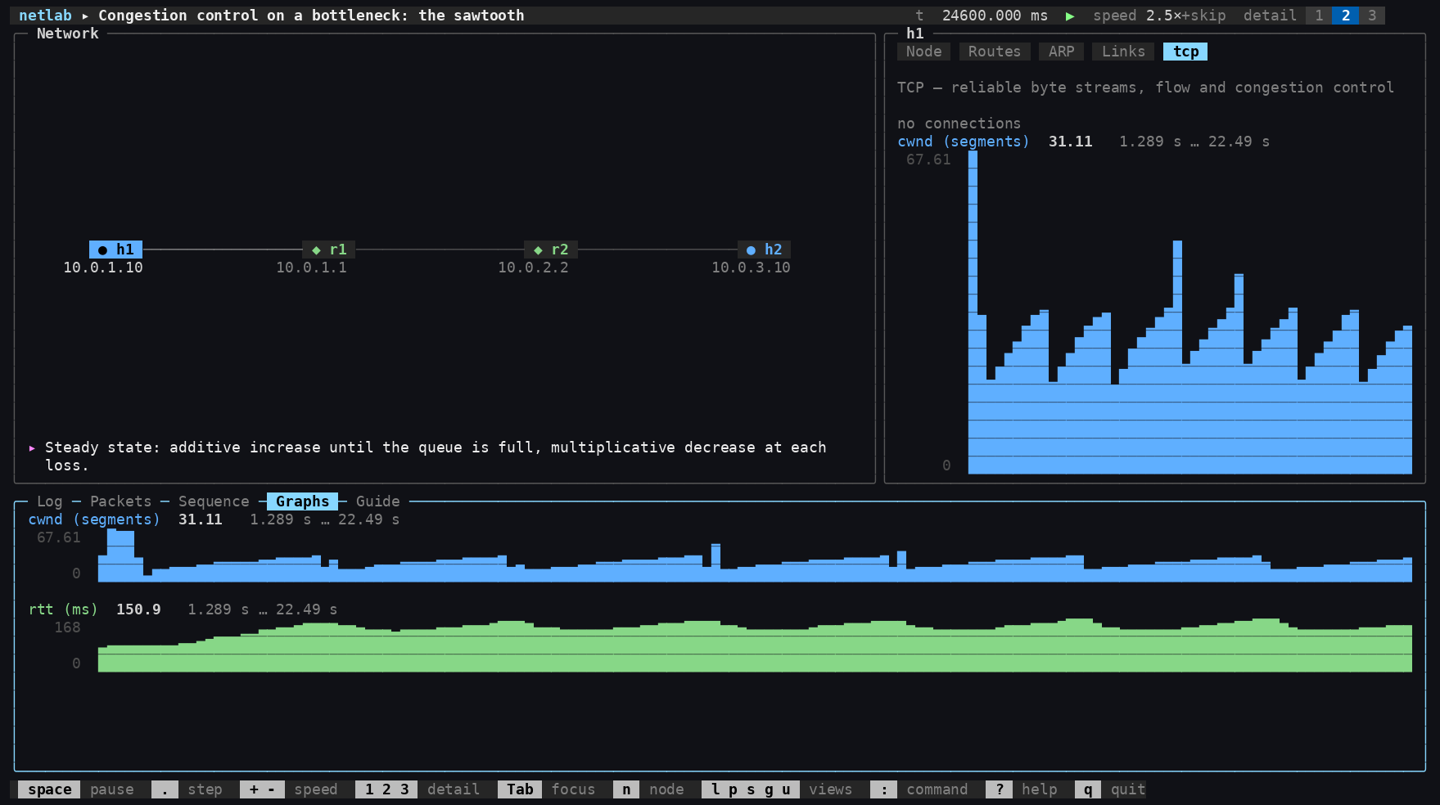 netlab ▸ Congestion control on a bottleneck: the sawtooth t 24600.000 ms ▶ speed 2.5×+skip detail 1 2 3
Network
● h1 ◆ r1 ◆ r2 ● h2
10.0.1.10 10.0.1.1 10.0.2.2 10.0.3.10
▸ Steady state: additive increase until the queue is full, multiplicative decrease at each
loss.
h1
Node Routes ARP Links tcp
TCP — reliable byte streams, flow and congestion control
no connections
cwnd (segments) 31.11 1.289 s … 22.49 s
67.61
0
Log Packets Sequence Graphs Guide
cwnd (segments) 31.11 1.289 s … 22.49 s
67.61
0
rtt (ms) 150.9 1.289 s … 22.49 s
168
0
space pause . step + - speed 1 2 3 detail Tab focus n node l p s g u views : command ? help q quit